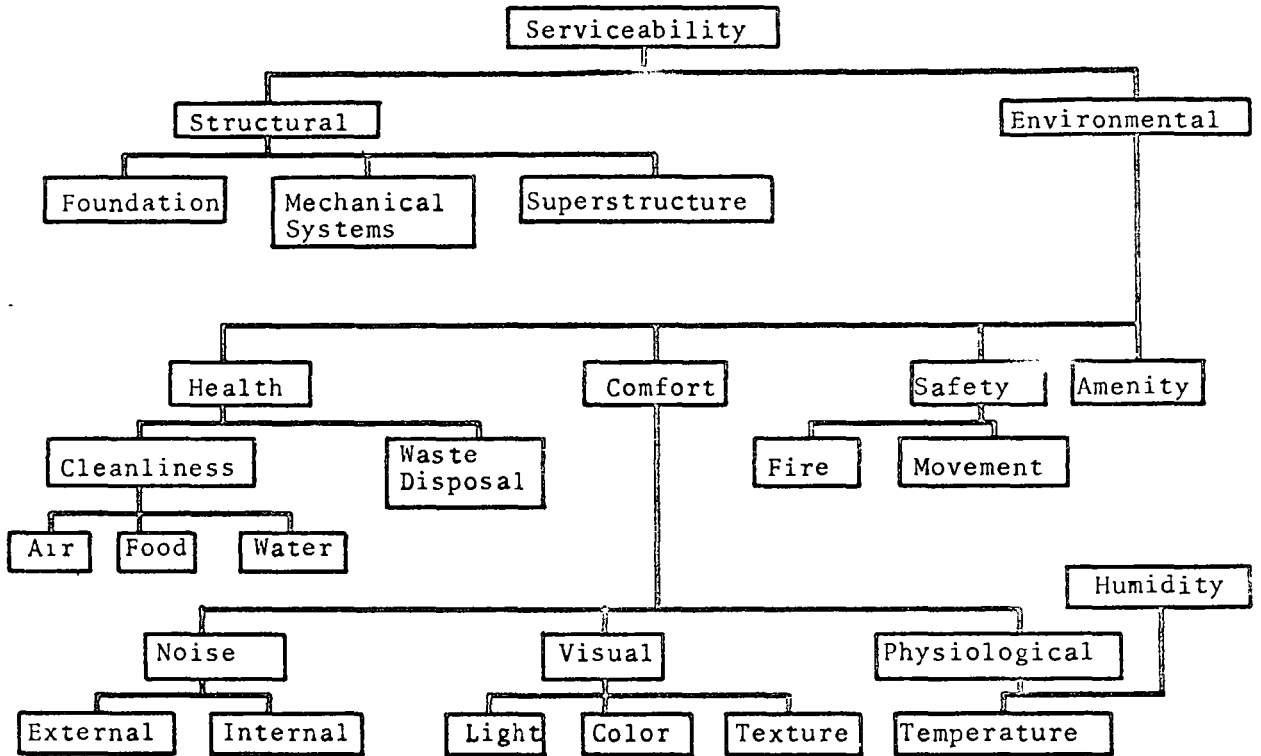 Serviceability
Structural
Environmental
Foundation
Mechanical
Systems
Superstructure
Health
Comfort
Safety
Amenity
Cleanliness
Waste
Disposal
Fire
Movement
Air
Food
Water
Humidity
Noise
Visual
Physiological
External
Internal
Light
Color
Texture
Temperature